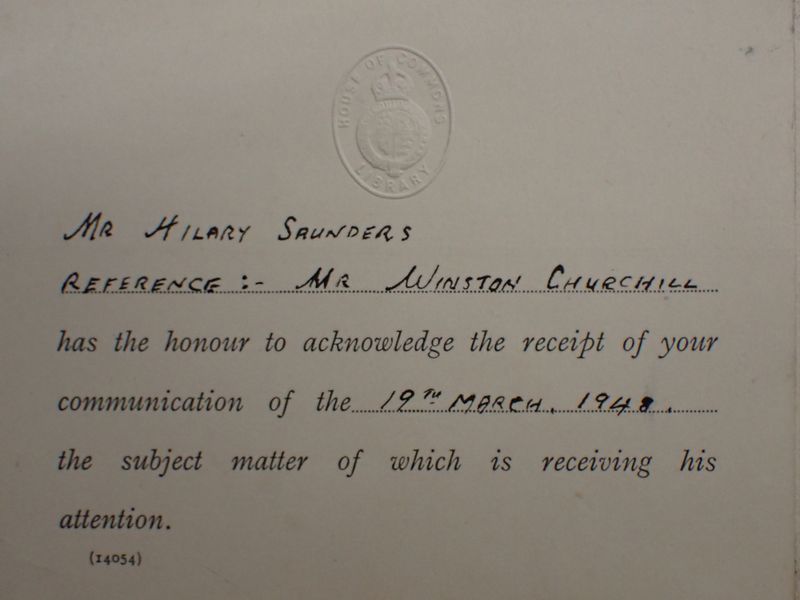 HOUSE OF COMMONS
LIBRARY
MR HILARY SAUNDERS
REFERENCE :- MR WINSTON CHURCHILL
has the honour to acknowledge the receipt of your
communication of the 19TH MARCH, 1948.
the subject matter of which is receiving his
attention.
(14054)